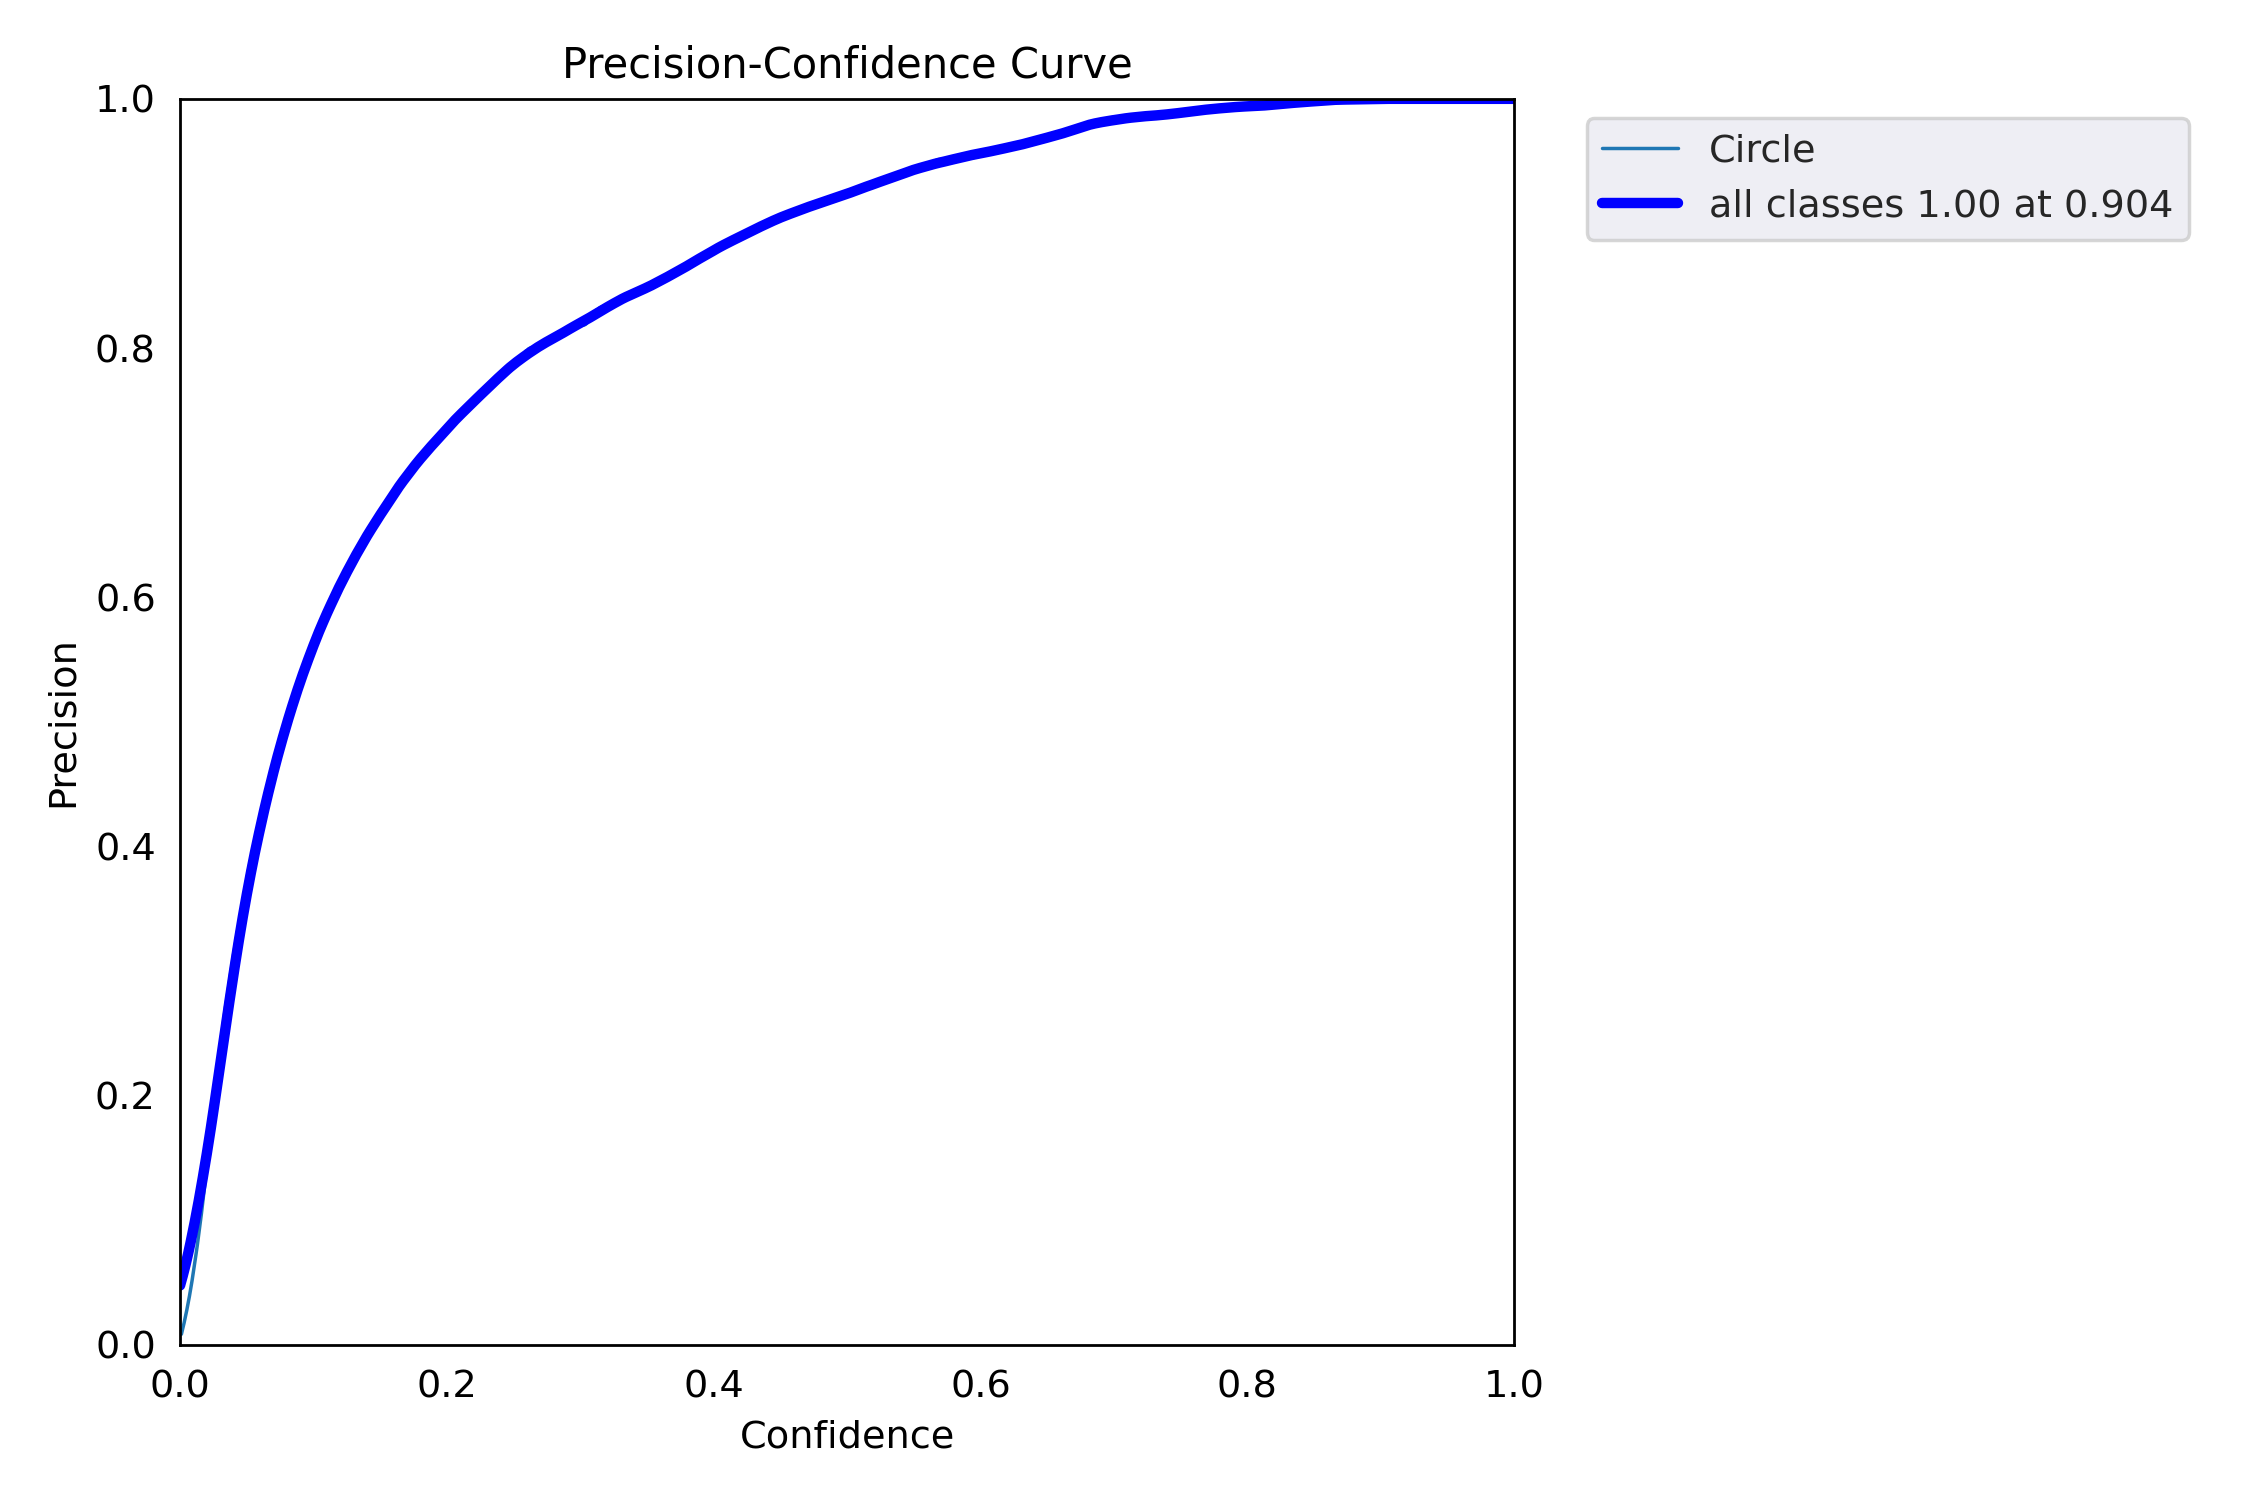 Precision-Confidence Curve
1.0
0.8
0.6
0.4
0.2
0.0
Precision
0.0 0.2 0.4 0.6 0.8 1.0
Confidence
Circle
all classes 1.00 at 0.904